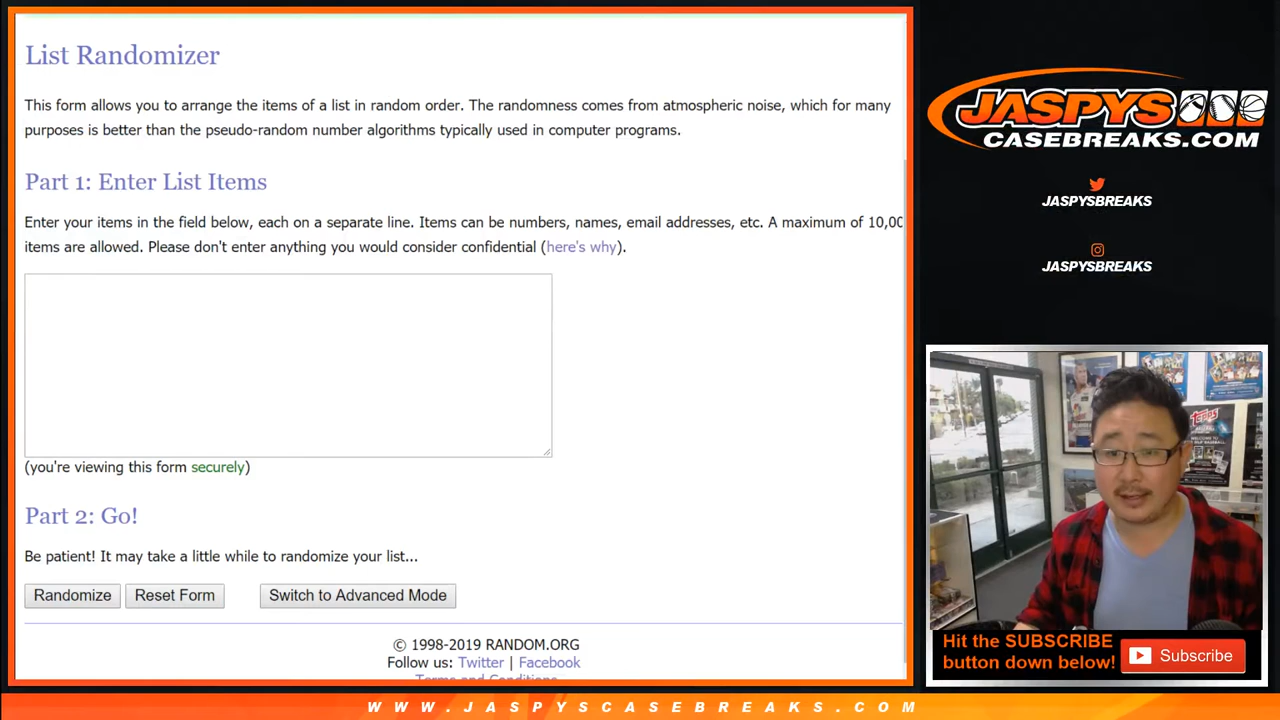 List Randomizer
This form allows you to arrange the items of a list in random order. The randomness comes from atmospheric noise, which for many
purposes is better than the pseudo-random number algorithms typically used in computer programs.
Part 1: Enter List Items
Enter your items in the field below, each on a separate line. Items can be numbers, names, email addresses, etc. A maximum of 10,00
items are allowed. Please don't enter anything you would consider confidential (here's why).
(you're viewing this form securely)
Part 2: Go!
Be patient! It may take a little while to randomize your list...
Randomize Reset Form Switch to Advanced Mode
© 1998-2019 RANDOM.ORG
Follow us: Twitter | Facebook
Terms and Conditions
JASPYS
CASEBREAKS.COM
JASPYSBREAKS
JASPYSBREAKS
TOPPS
Hit the SUBSCRIBE
button down below!
Subscribe
WWW.JASPYSCASEBREAKS.COM